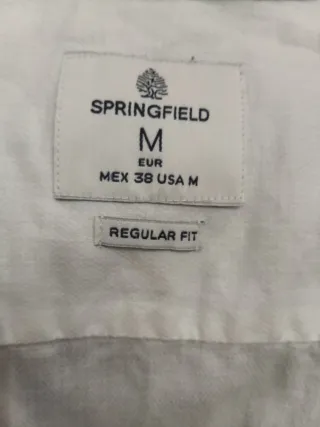 SPRINGFIELD
M
EUR
MEX 38 USA M
REGULAR FIT